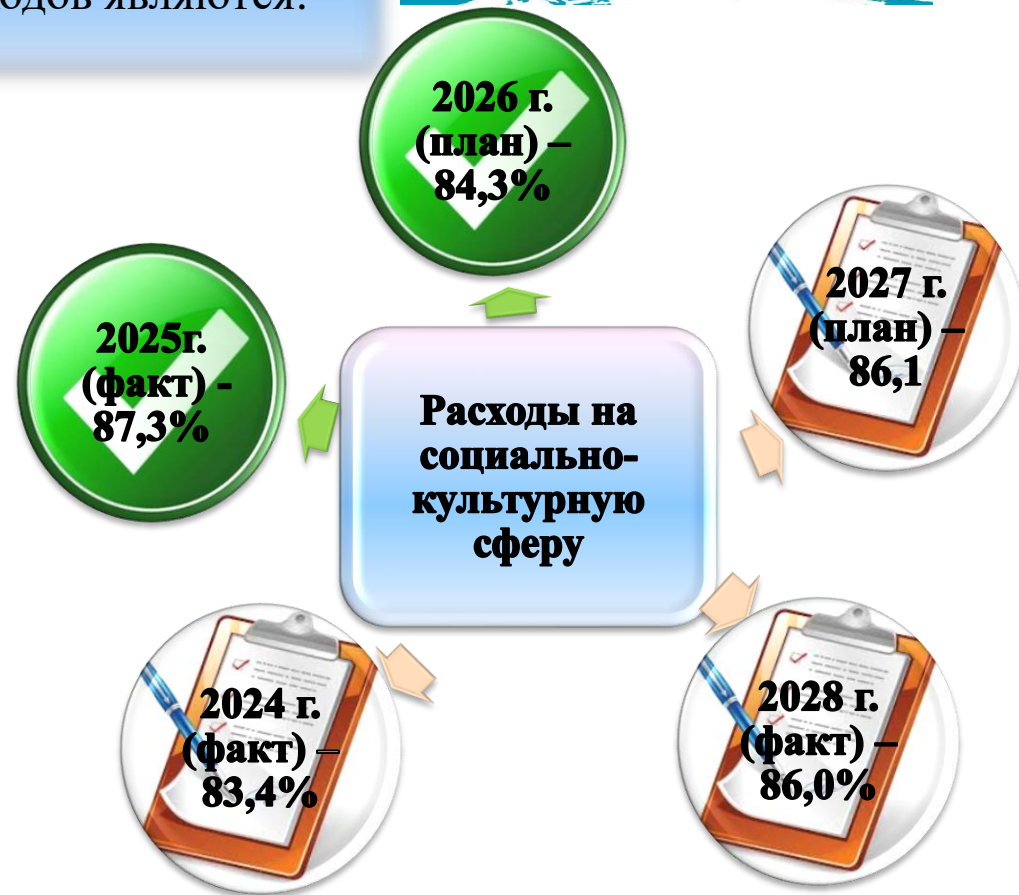 одов являются:
2026 г.
(план) –
84,3%
2027 г.
(план) –
86,1
2025г.
(факт) -
87,3%
Расходы на
социально-
культурную
сферу
2024 г.
(факт) –
83,4%
2028 г.
(факт) –
86,0%